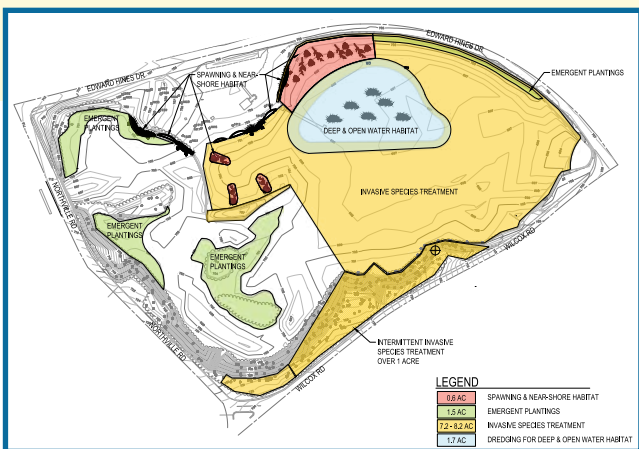 EDWARD HINES DR
EDWARD HINES DR
SPAWNING & NEAR-
SHORE HABITAT
EMERGENT PLANTINGS
EMERGENT
PLANTINGS
DEEP & OPEN WATER HABITAT
INVASIVE SPECIES TREATMENT
NORTHVILLE RD
EMERGENT
PLANTINGS
EMERGENT
PLANTINGS
WILCOX RD
NORTHVILLE RD
INTERMITTENT INVASIVE
SPECIES TREATMENT
OVER 1 ACRE
WILCOX RD
LEGEND
0.6 AC SPAWNING & NEAR-SHORE HABITAT
1.5 AC EMERGENT PLANTINGS
7.2 - 8.2 AC INVASIVE SPECIES TREATMENT
1.7 AC DREDGING FOR DEEP & OPEN WATER HABITAT